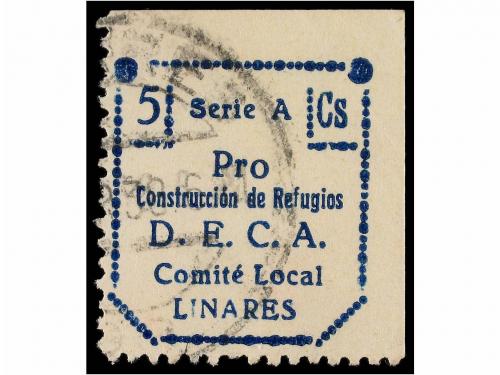 5 Serie A Cs
Pro
Construcción de Refugios
D. E. C. A.
Comité Local
LINARES